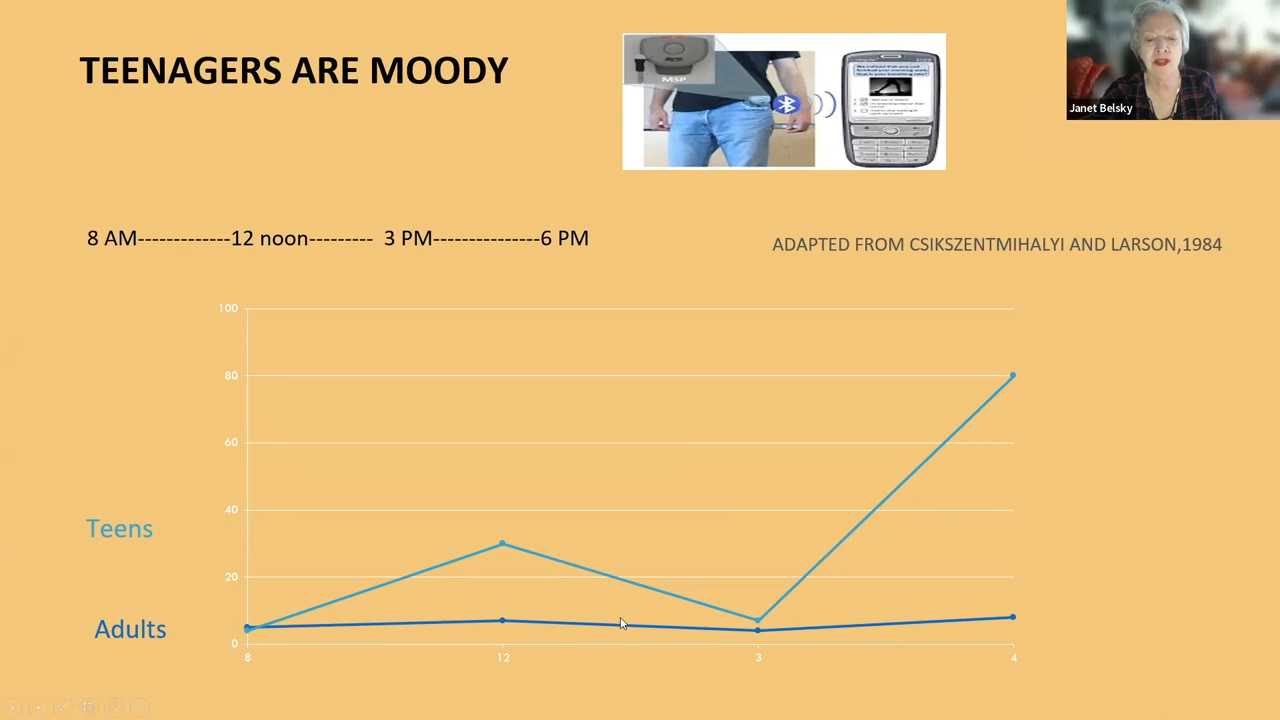 TEENAGERS ARE MOODY
MSP
Janet Belsky
8 AM-------------12 noon--------- 3 PM---------------6 PM
ADAPTED FROM CSIKSZENTMIHALYI AND LARSON,1984
100
80
60
40
20
0
Teens
Adults
8 12 3 4